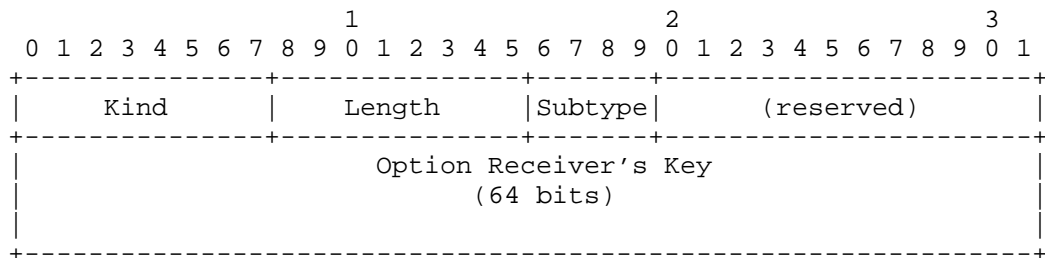 1                   2                   3
 0 1 2 3 4 5 6 7 8 9 0 1 2 3 4 5 6 7 8 9 0 1 2 3 4 5 6 7 8 9 0 1
+---------------+---------------+-------+-----------------------+
|     Kind      |    Length     |Subtype|      (reserved)       |
+---------------+---------------+-------+-----------------------+
|                      Option Receiver's Key                    |
|                            (64 bits)                          |
|                                                               |
+---------------------------------------------------------------+